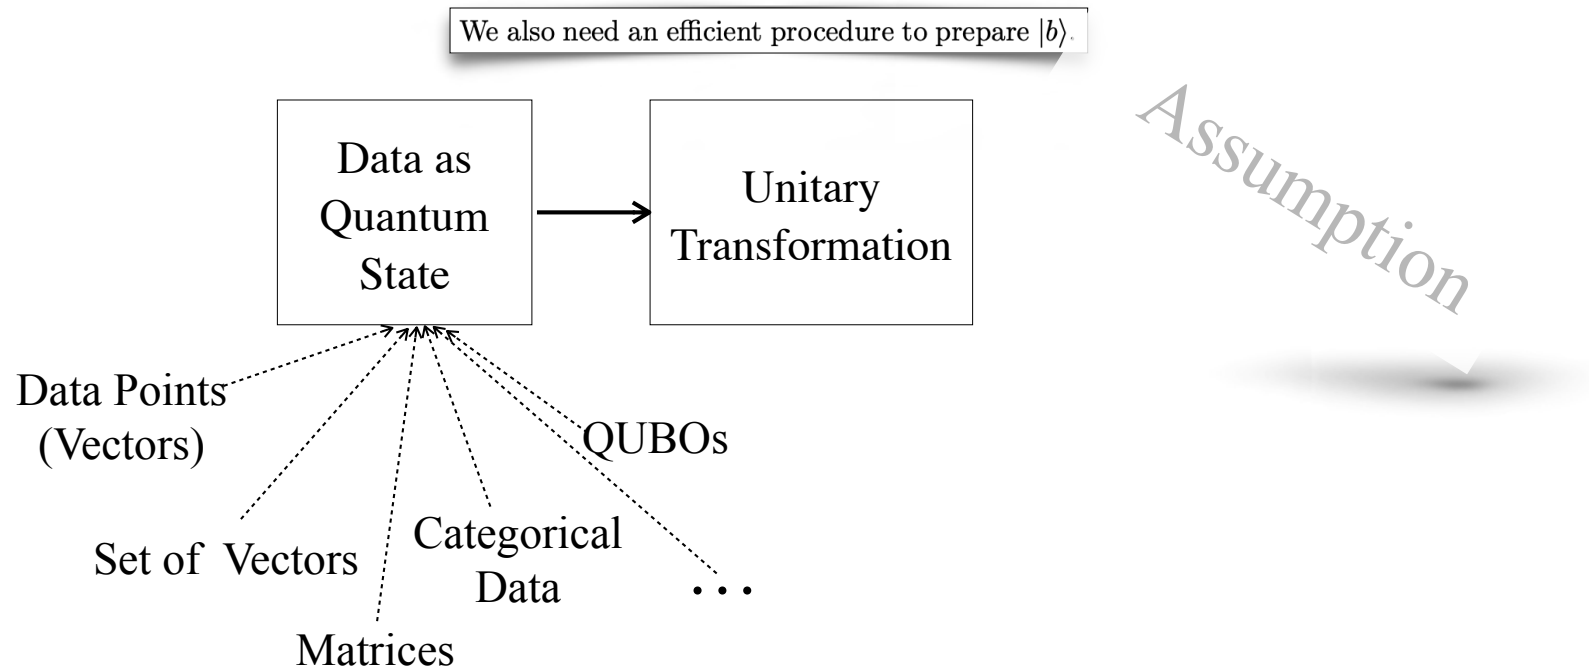 We also need an efficient procedure to prepare |b⟩.
Assumption
Data as
Quantum
State
Unitary
Transformation
Data Points
(Vectors)
QUBOs
Set of Vectors
Categorical
Data
...
Matrices